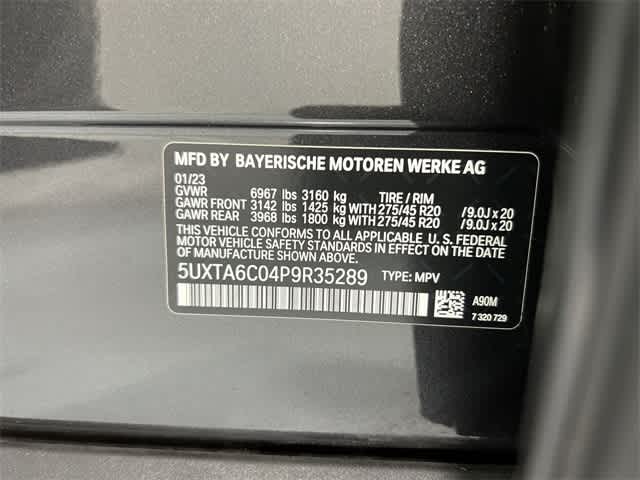 MFD BY BAYERISCHE MOTOREN WERKE AG
01/23
GVWR 6967 lbs 3160 kg TIRE / RIM
GAWR FRONT 3142 lbs 1425 kg WITH 275/45 R20 /9.0J x 20
GAWR REAR 3968 lbs 1800 kg WITH 275/45 R20 /9.0J x 20
THIS VEHICLE CONFORMS TO ALL APPLICABLE U. S. FEDERAL
MOTOR VEHICLE SAFETY STANDARDS IN EFFECT ON THE DATE
OF MANUFACTURE SHOWN ABOVE.
5UXTA6C04P9R35289 TYPE: MPV
A90M
7 320 729